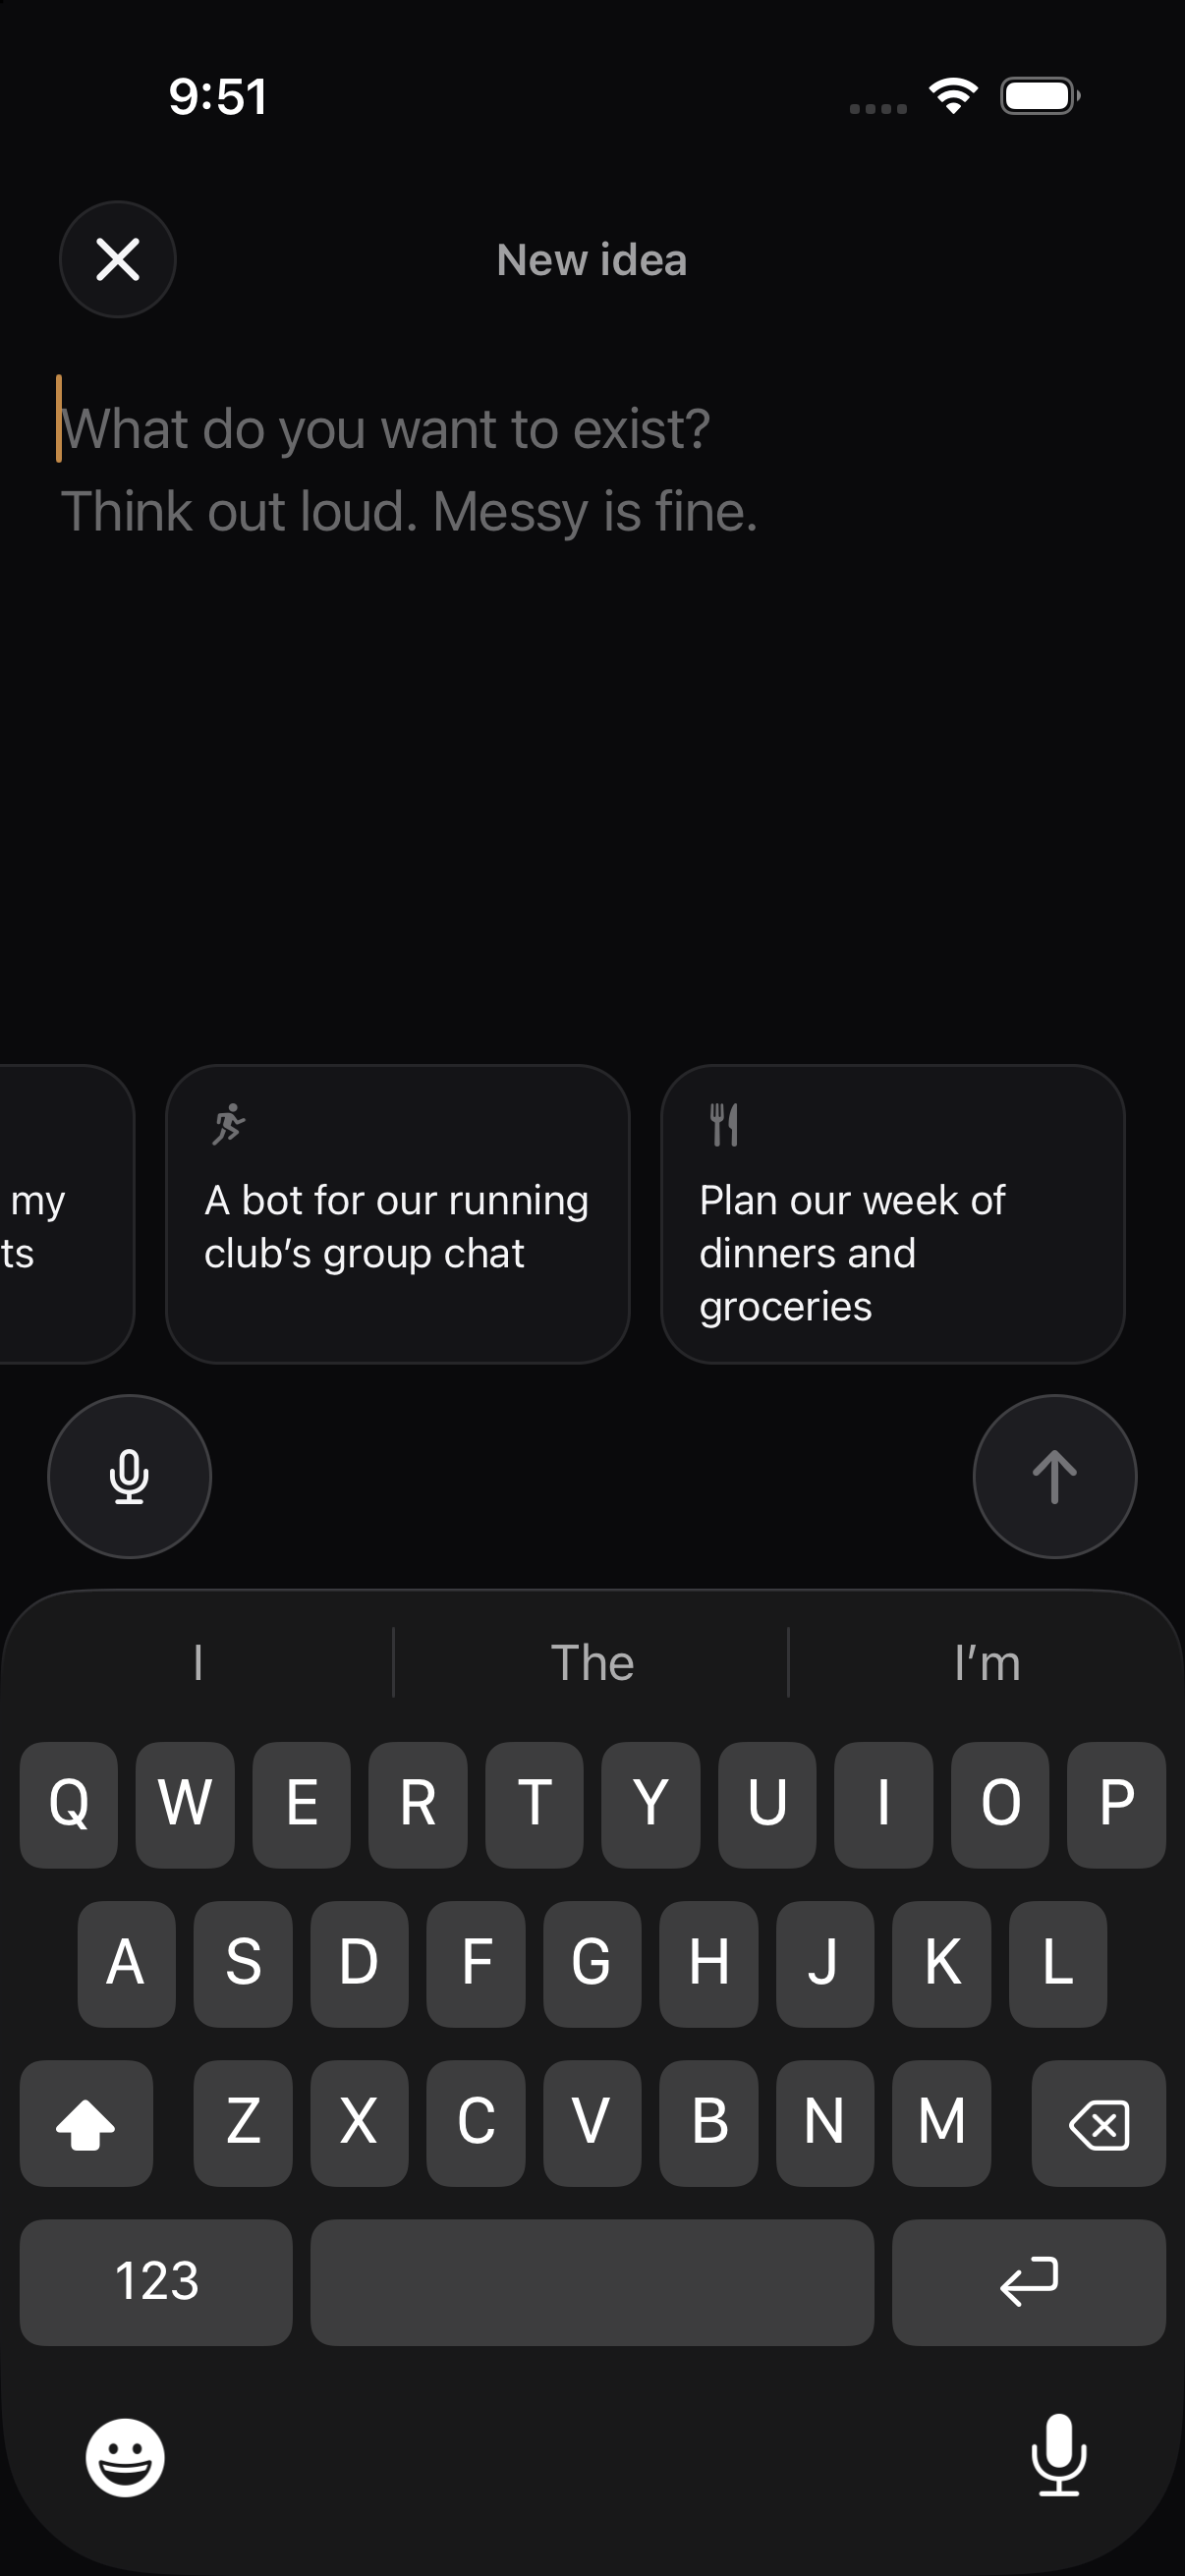 9:51
New idea
What do you want to exist?
Think out loud. Messy is fine.
my
ts
A bot for our running
club’s group chat
Plan our week of
dinners and
groceries
I
The
I’m
Q W E R T Y U I O P
A S D F G H J K L
Z X C V B N M
123